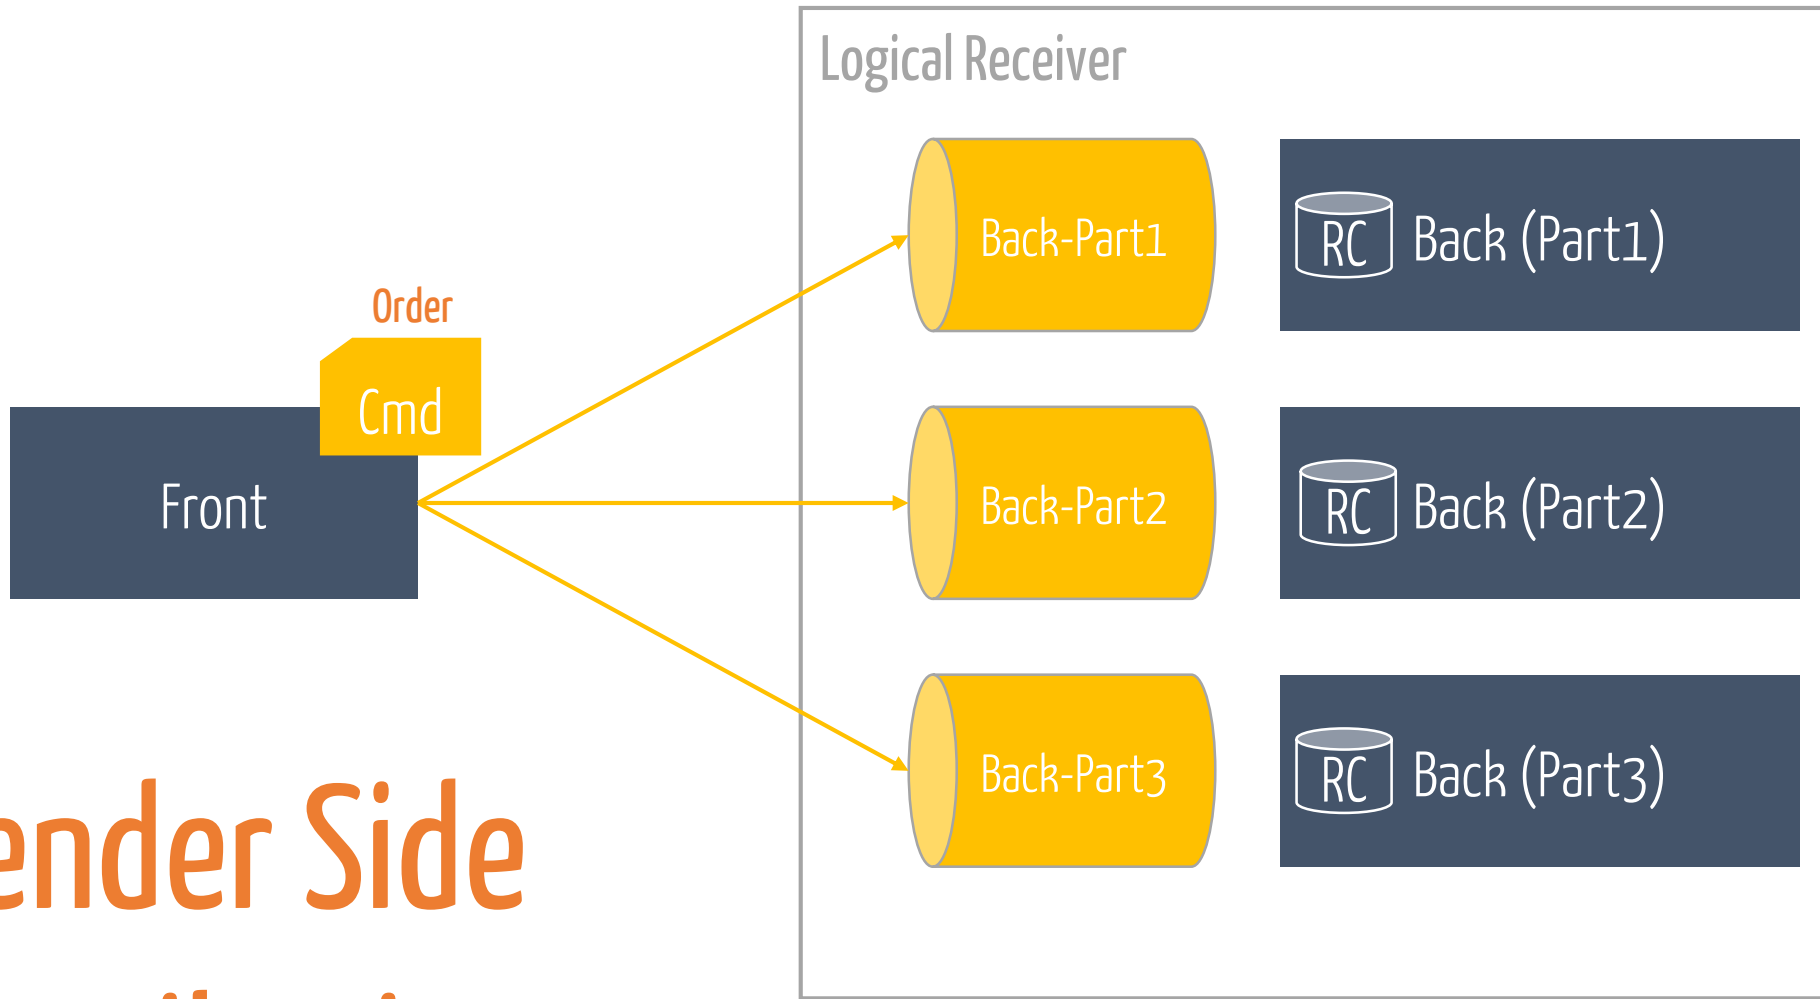 Logical Receiver
Back-Part1
RC Back (Part1)
Order
Cmd
Front
Back-Part2
RC Back (Part2)
Back-Part3
RC Back (Part3)
ender Side